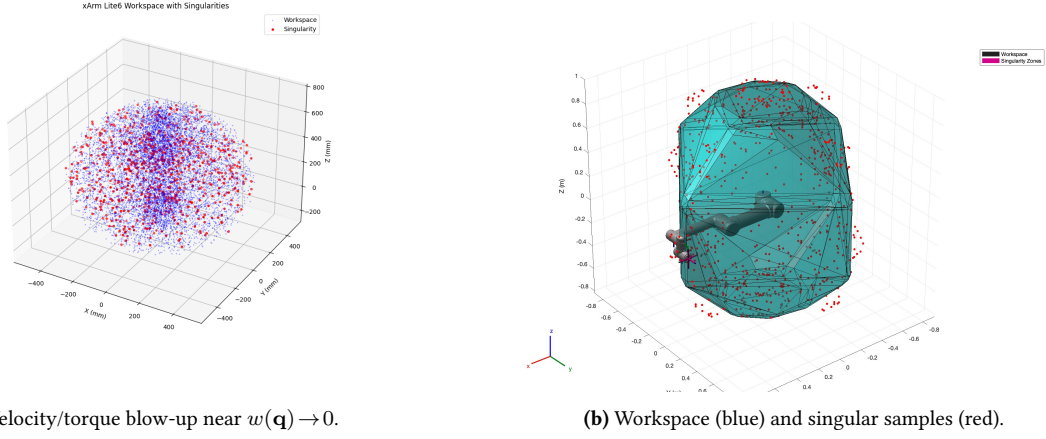 xArm Lite6 Workspace with Singularities
Workspace
Singularity
800
600
400
200
0
−200
Z (mm)
−400
−200
0
200
400
X (mm)
−400
−200
0
200
400
Y (mm)
Workspace
Singularity Zones
1
0.8
0.6
0.4
0.2
0
-0.2
-0.4
-0.6
-0.8
Z (m)
-0.8
-0.6
-0.4
-0.2
0
0.2
0.4
0.6
-0.8
-0.6
-0.4
-0.2
0
0.2
0.4
z
x
y
elocity/torque blow-up near w(q)→0.
(b) Workspace (blue) and singular samples (red).